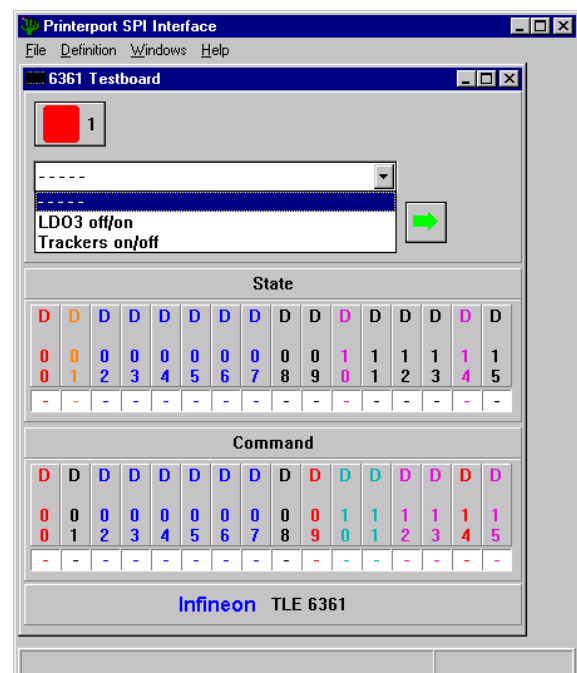 Printerport SPI Interface
File Definition Windows Help
6361 Testboard
1
- - - - -
- - - - -
LDO3 off/on
Trackers on/off
State
D D D D D D D D D D D D D D D D
0 0 0 0 0 0 0 0 0 0 1 1 1 1 1 1
0 1 2 3 4 5 6 7 8 9 0 1 2 3 4 5
- - - - - - - - - - - - - - - -
Command
D D D D D D D D D D D D D D D D
0 0 0 0 0 0 0 0 0 0 1 1 1 1 1 1
0 1 2 3 4 5 6 7 8 9 0 1 2 3 4 5
- - - - - - - - - - - - - - - -
Infineon TLE 6361